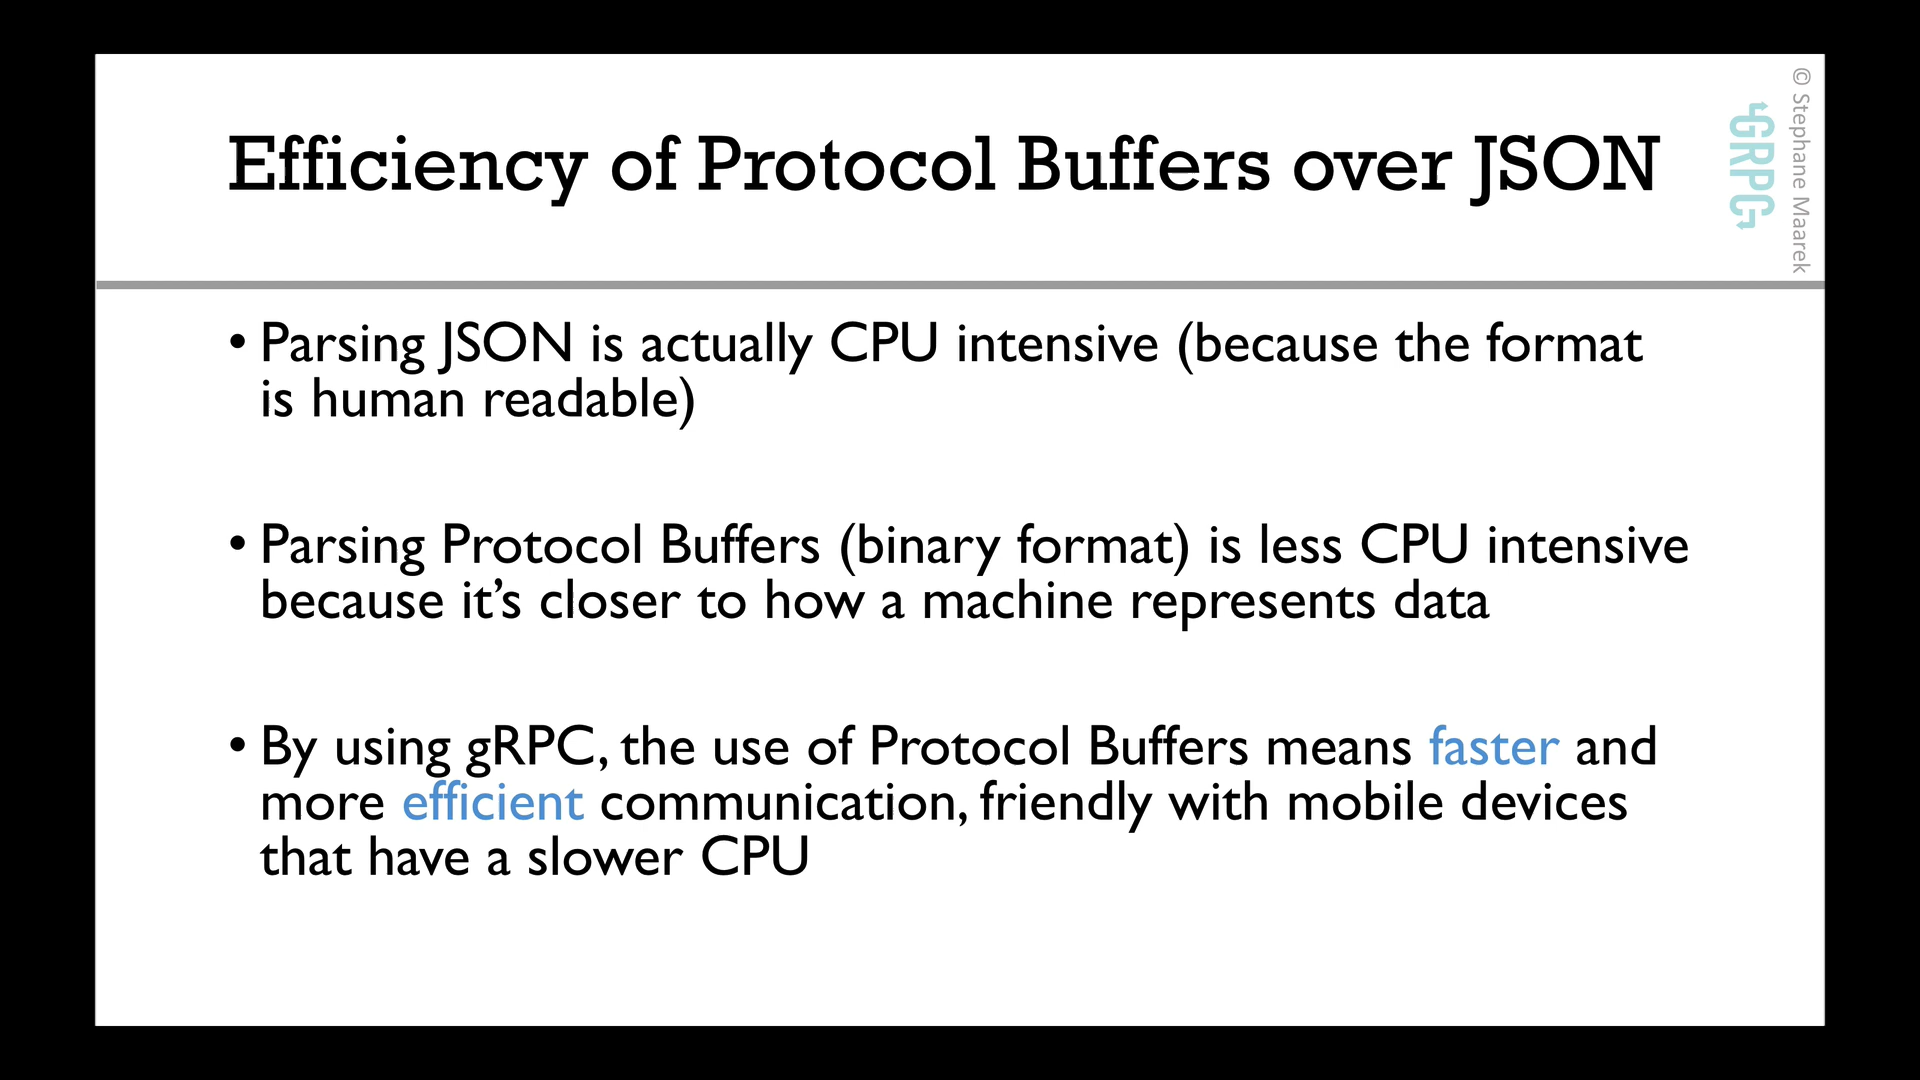 Efficiency of Protocol Buffers over JSON
© Stephane Maarek
GRPC
• Parsing JSON is actually CPU intensive (because the format
is human readable)
• Parsing Protocol Buffers (binary format) is less CPU intensive
because it’s closer to how a machine represents data
• By using gRPC, the use of Protocol Buffers means faster and
more efficient communication, friendly with mobile devices
that have a slower CPU